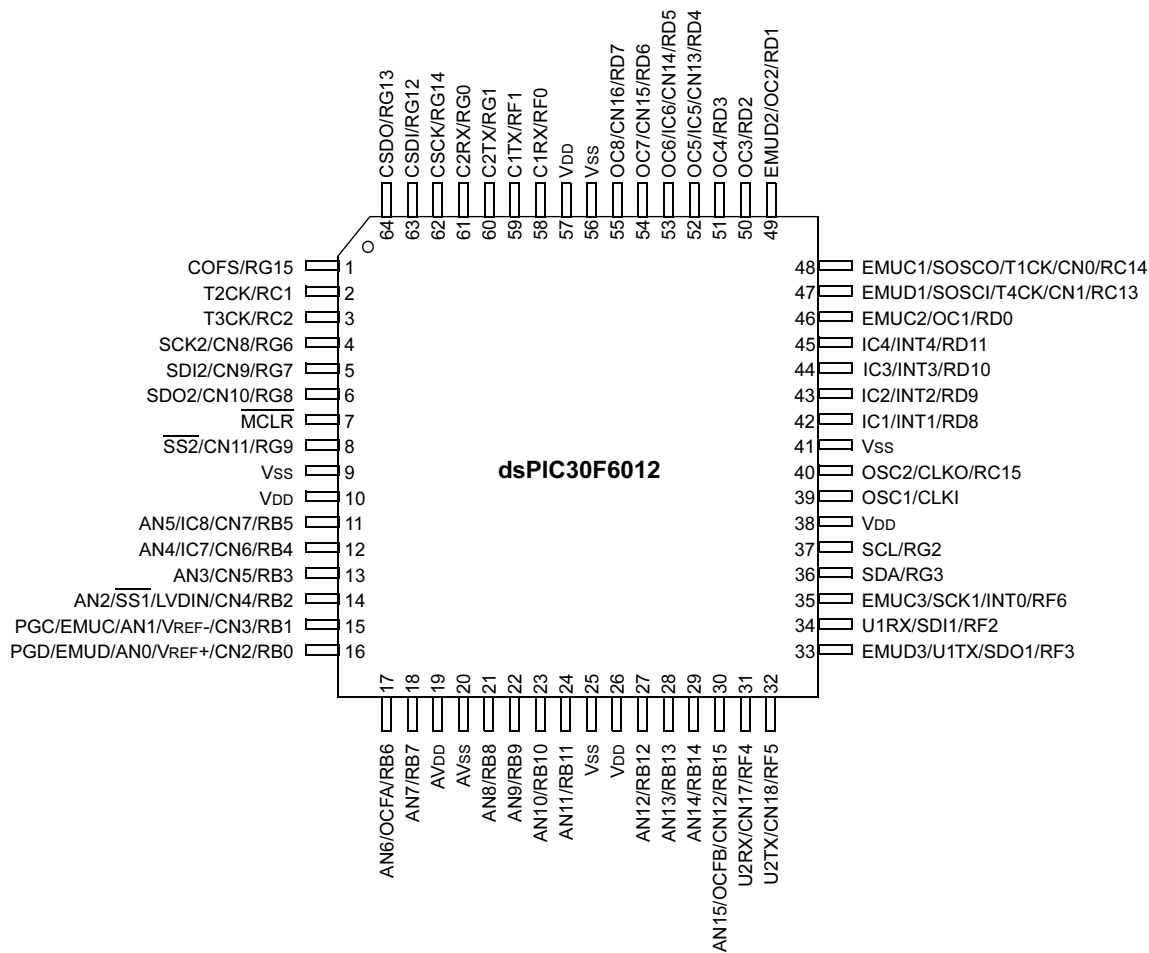 CSDO/RG13
CSDI/RG12
CSCK/RG14
C2RX/RG0
C2TX/RG1
C1TX/RF1
C1RX/RF0
VDD
VSS
OC8/CN16/RD7
OC7/CN15/RD6
OC6/IC6/CN14/RD5
OC5/IC5/CN13/RD4
OC4/RD3
OC3/RD2
EMUD2/OC2/RD1
64 63 62 61 60 59 58 57 56 55 54 53 52 51 50 49
COFS/RG15 1
T2CK/RC1 2
T3CK/RC2 3
SCK2/CN8/RG6 4
SDI2/CN9/RG7 5
SDO2/CN10/RG8 6
MCLR 7
SS2/CN11/RG9 8
VSS 9
VDD 10
AN5/IC8/CN7/RB5 11
AN4/IC7/CN6/RB4 12
AN3/CN5/RB3 13
AN2/SS1/LVDIN/CN4/RB2 14
PGC/EMUC/AN1/VREF-/CN3/RB1 15
PGD/EMUD/AN0/VREF+/CN2/RB0 16
dsPIC30F6012
48 EMUC1/SOSCO/T1CK/CN0/RC14
47 EMUD1/SOSCI/T4CK/CN1/RC13
46 EMUC2/OC1/RD0
45 IC4/INT4/RD11
44 IC3/INT3/RD10
43 IC2/INT2/RD9
42 IC1/INT1/RD8
41 VSS
40 OSC2/CLKO/RC15
39 OSC1/CLKI
38 VDD
37 SCL/RG2
36 SDA/RG3
35 EMUC3/SCK1/INT0/RF6
34 U1RX/SDI1/RF2
33 EMUD3/U1TX/SDO1/RF3
17 18 19 20 21 22 23 24 25 26 27 28 29 30 31 32
AN6/OCFA/RB6
AN7/RB7
AVDD
AVSS
AN8/RB8
AN9/RB9
AN10/RB10
AN11/RB11
VSS
VDD
AN12/RB12
AN13/RB13
AN14/RB14
AN15/OCFB/CN12/RB15
U2RX/CN17/RF4
U2TX/CN18/RF5